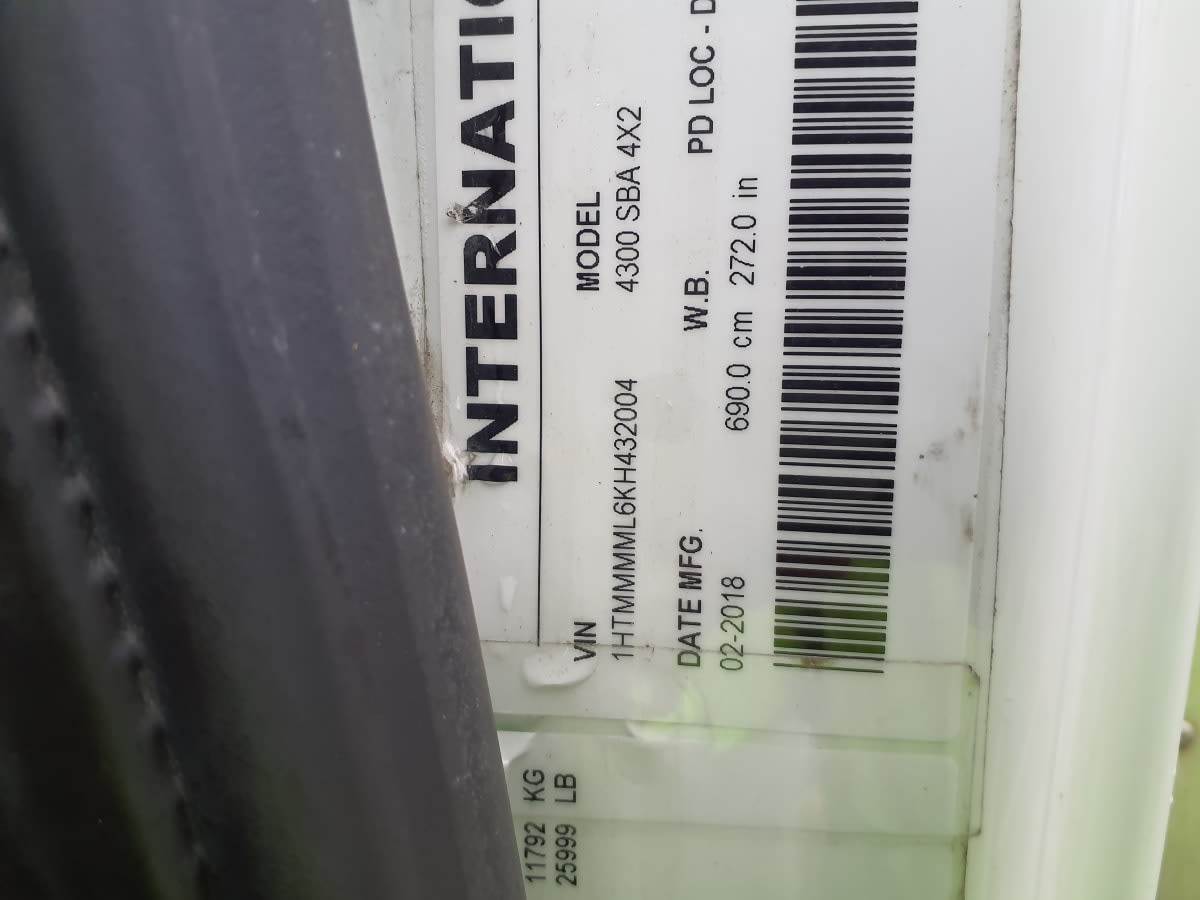 INTERNATIO
VIN MODEL
1HTMMMML6KH432004 4300 SBA 4X2
DATE MFG. W.B. PD LOC - D
02-2018 690.0 cm 272.0 in
11792 KG
25999 LB